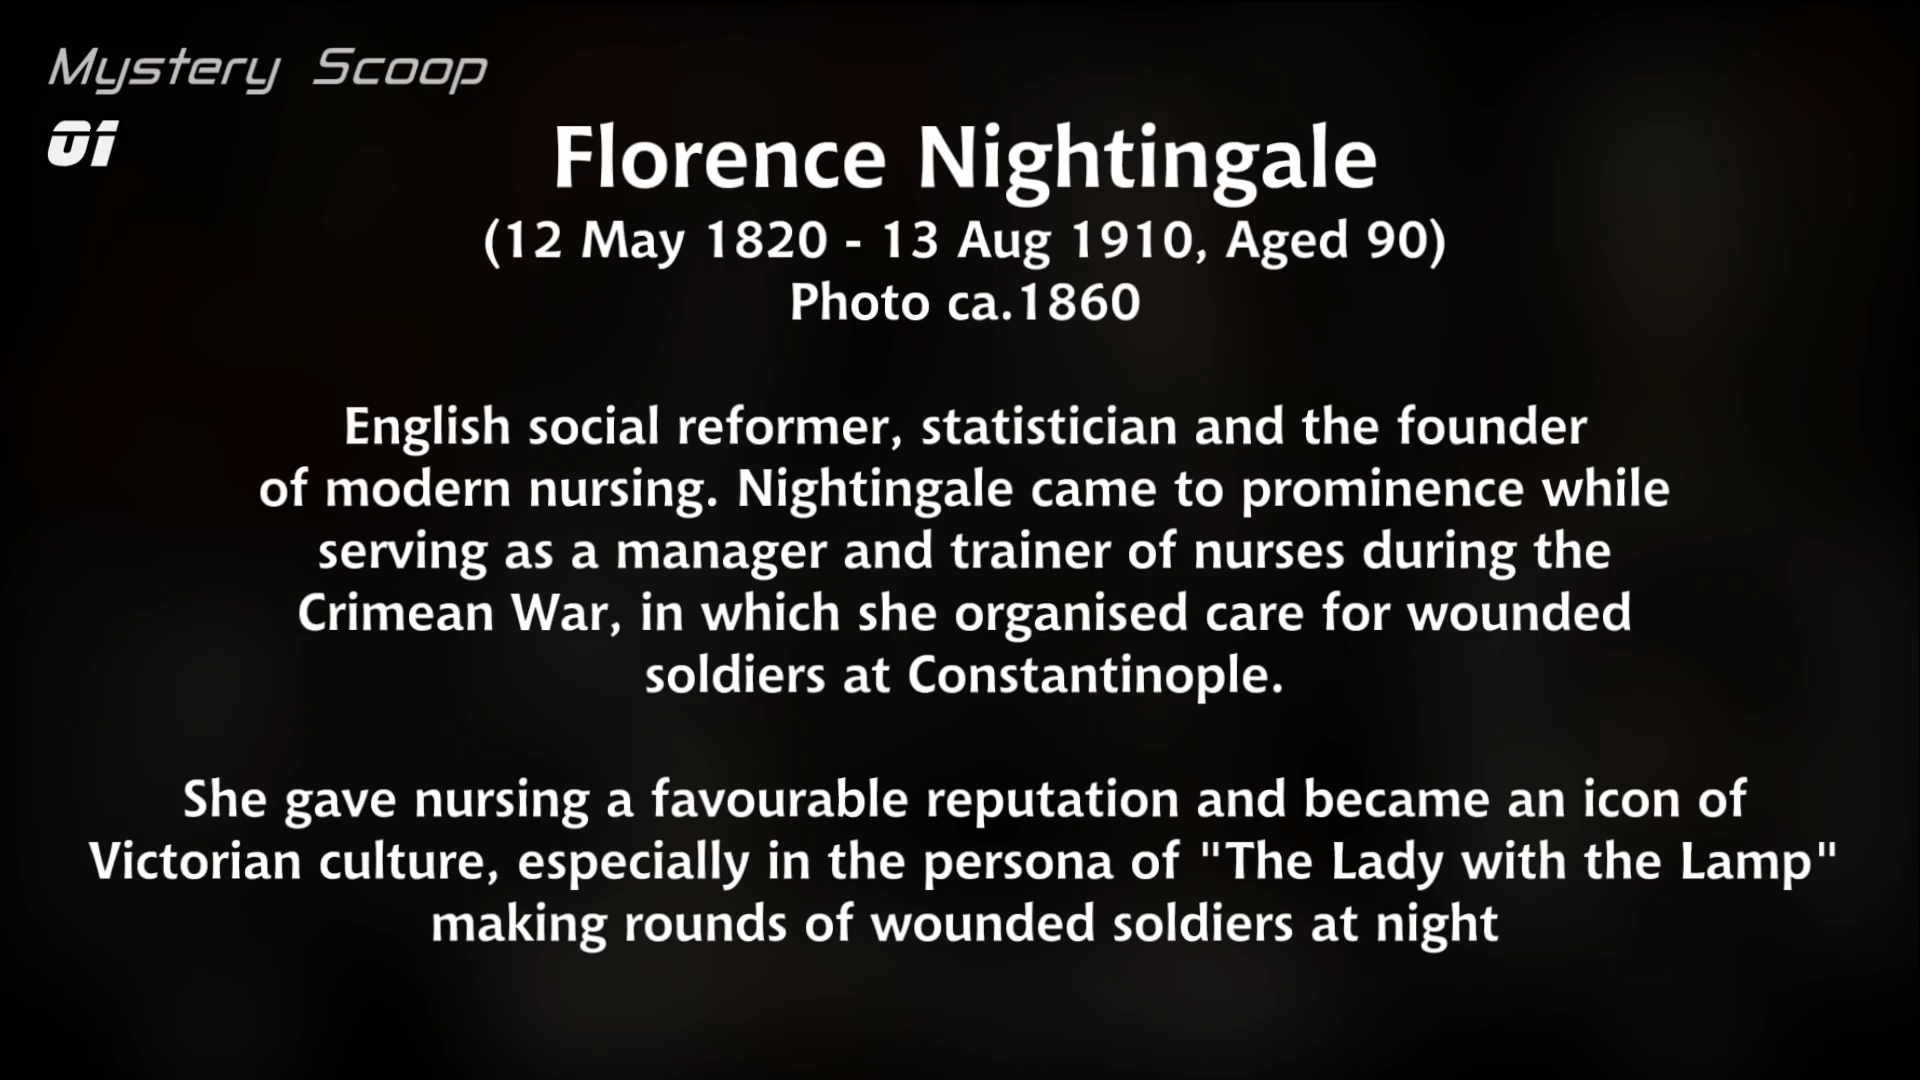 Mystery Scoop
01
Florence Nightingale
(12 May 1820 - 13 Aug 1910, Aged 90)
Photo ca.1860
English social reformer, statistician and the founder
of modern nursing. Nightingale came to prominence while
serving as a manager and trainer of nurses during the
Crimean War, in which she organised care for wounded
soldiers at Constantinople.
She gave nursing a favourable reputation and became an icon of
Victorian culture, especially in the persona of "The Lady with the Lamp"
making rounds of wounded soldiers at night